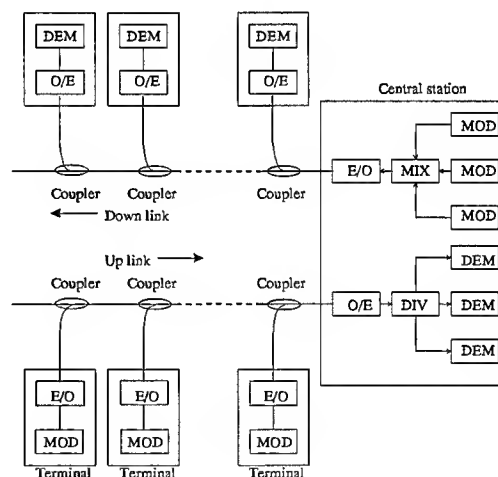 DEM DEM DEM
O/E O/E O/E
Central station
MOD
E/O MIX MOD
Coupler Coupler Coupler
Down link
MOD
Up link
DEM
Coupler Coupler Coupler
O/E DIV DEM
DEM
E/O E/O E/O
MOD MOD MOD
Terminal Terminal Terminal